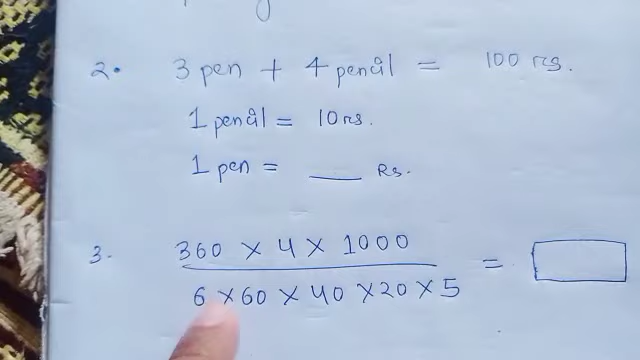 2. 3 pen + 4 pencil = 100 rs.
1 pencil = 10 rs.
1 pen = ___ Rs.
3. 360 × 4 × 1000
6 × 60 × 40 × 20 × 5 =